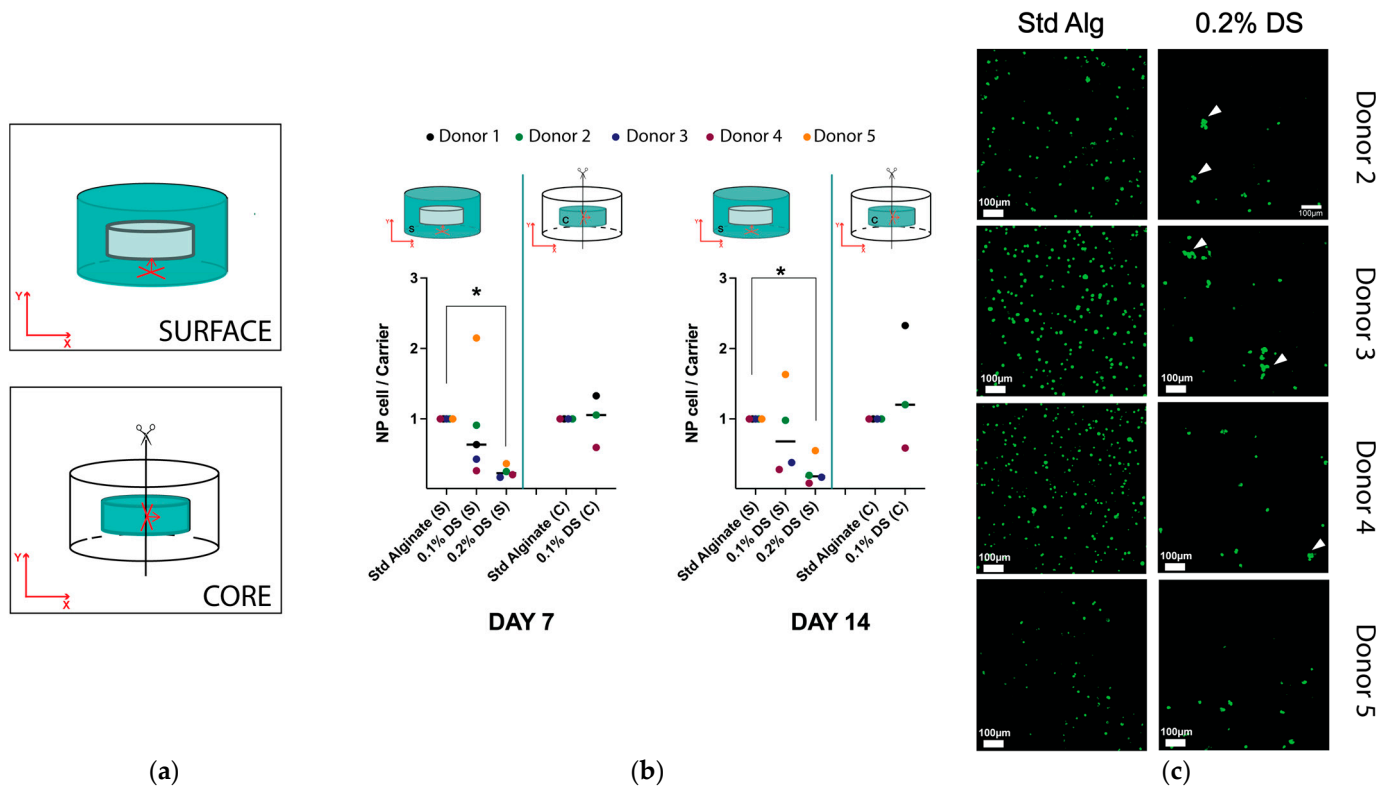 Y
X
SURFACE
Y
X
CORE
(a)
Donor 1
Donor 2
Donor 3
Donor 4
Donor 5
S
Y
X
C
Y
X
S
Y
X
C
Y
X
NP cell / Carrier
3
2
1
*
Std Alginate (S)
0.1% DS (S)
0.2% DS (S)
Std Alginate (C)
0.1% DS (c)
DAY 7
NP cell / Carrier
3
2
1
*
Std Alginate (S)
0.1% DS (S)
0.2% DS (S)
Std Alginate (C)
0.1% DS (c)
DAY 14
(b)
Std Alg
0.2% DS
100µm
100µm
Donor 2
100µm
100µm
Donor 3
100µm
100µm
Donor 4
100µm
100µm
Donor 5
(c)